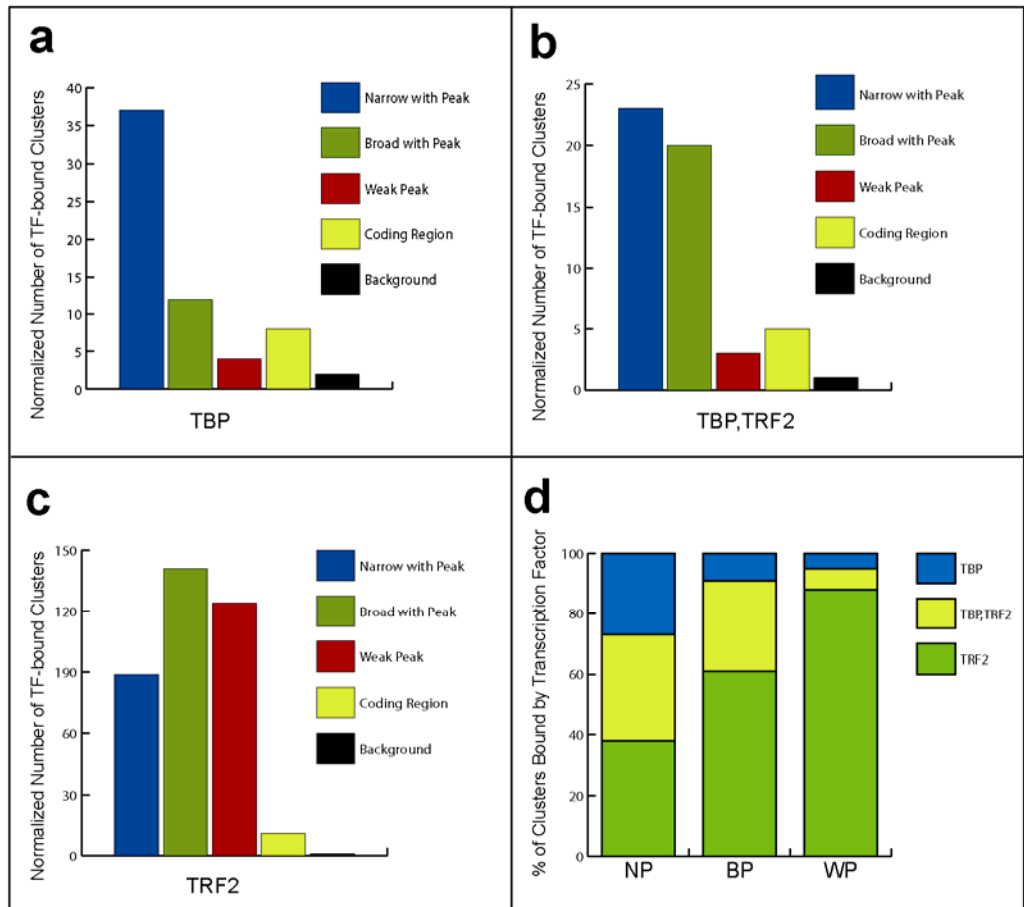 a
Normalized Number of TF-bound Clusters
40
35
30
25
20
15
10
5
0
Narrow with Peak
Broad with Peak
Weak Peak
Coding Region
Background
TBP
b
Normalized Number of TF-bound Clusters
25
20
15
10
5
0
Narrow with Peak
Broad with Peak
Weak Peak
Coding Region
Background
TBP,TRF2
c
Normalized Number of TF-bound Clusters
150
120
190
60
30
0
Narrow with Peak
Broad with Peak
Weak Peak
Coding Region
Background
TRF2
d
% of Clusters Bound by Transcription Factor
100
80
60
40
20
0
TBP
TBP,TRF2
TRF2
NP
BP
WP